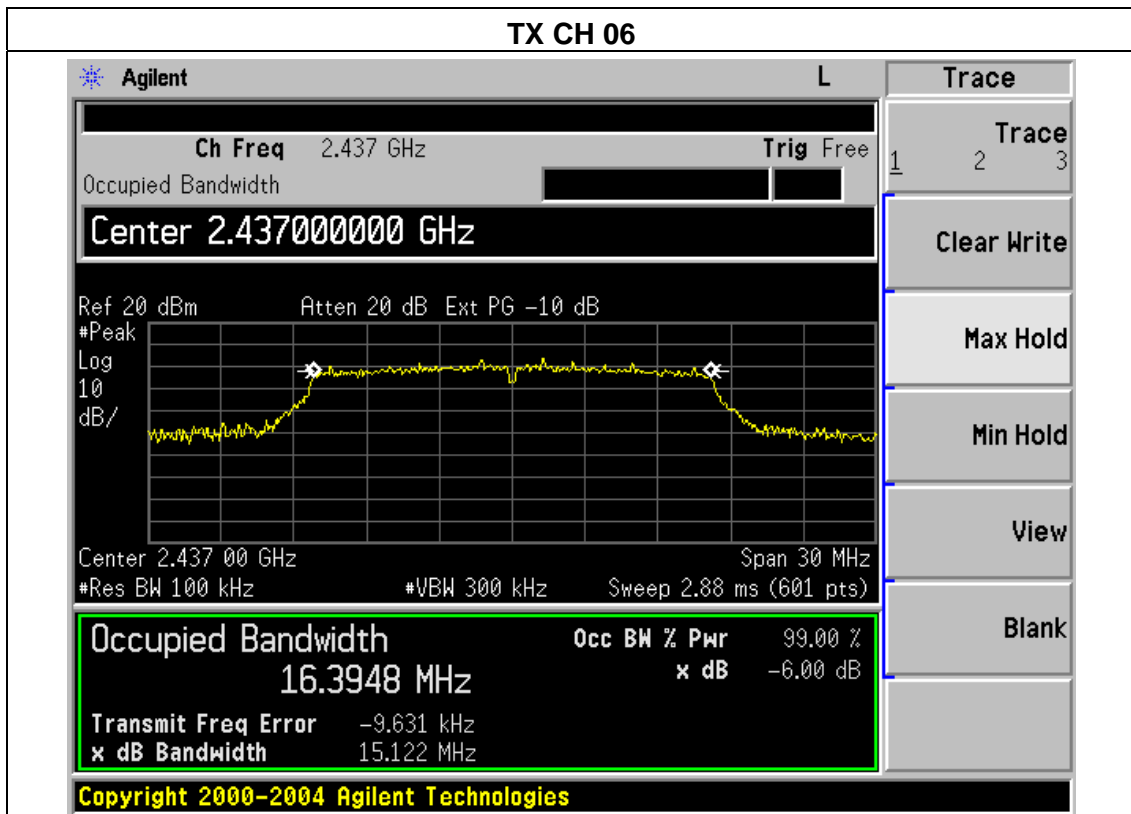 TX CH 06
Agilent L Trace
Ch Freq 2.437 GHz Trig Free
Occupied Bandwidth
Center 2.437000000 GHz
Ref 20 dBm Atten 20 dB Ext PG -10 dB
#Peak
Log
10
dB/
Center 2.437 00 GHz Span 30 MHz
#Res BW 100 kHz #VBW 300 kHz Sweep 2.88 ms (601 pts)
Occupied Bandwidth Occ BW % Pwr 99.00 %
16.3948 MHz x dB -6.00 dB
Transmit Freq Error -9.631 kHz
x dB Bandwidth 15.122 MHz
Copyright 2000-2004 Agilent Technologies
Trace
1 2 3
Clear Write
Max Hold
Min Hold
View
Blank